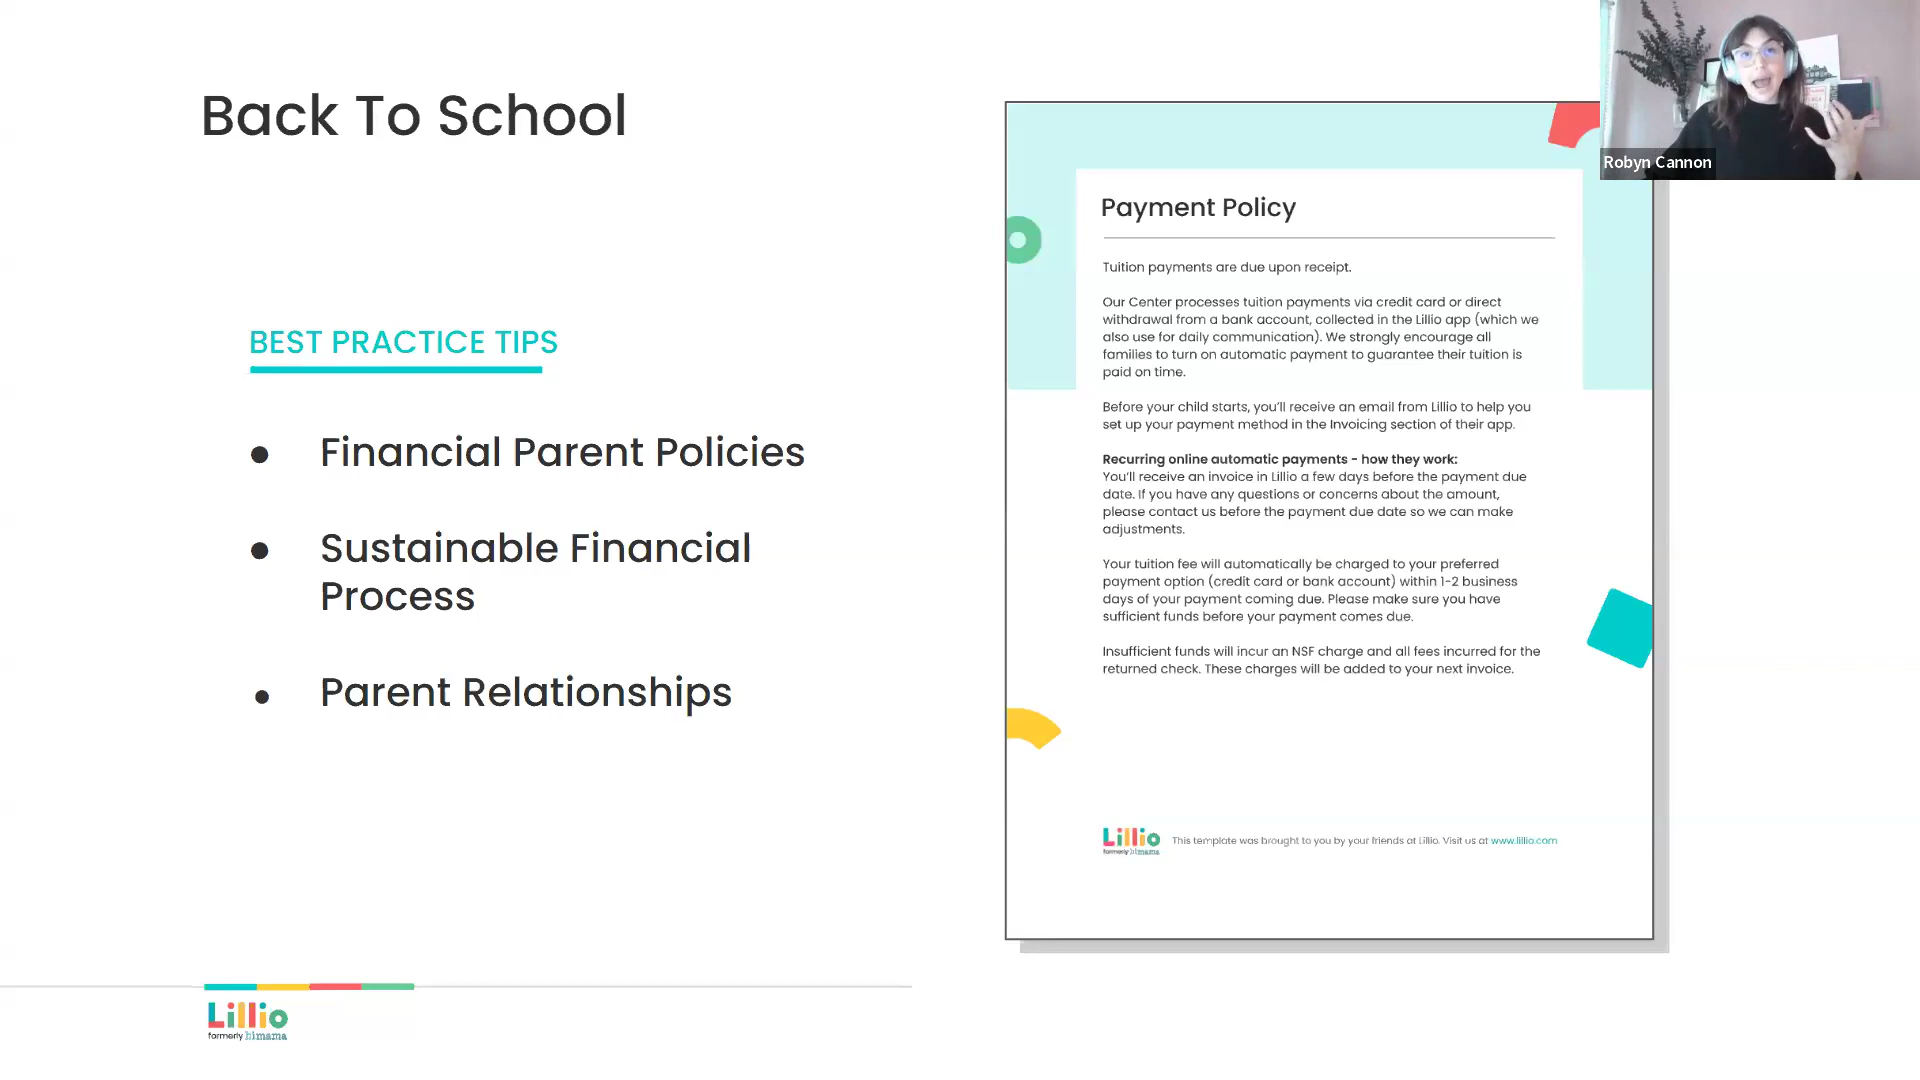 Back To School
BEST PRACTICE TIPS
● Financial Parent Policies
● Sustainable Financial
Process
● Parent Relationships
Lillio
formerly himama
Payment Policy
Tuition payments are due upon receipt.
Our Center processes tuition payments via credit card or direct
withdrawal from a bank account, collected in the Lillio app (which we
also use for daily communication). We strongly encourage all
families to turn on automatic payment to guarantee their tuition is
paid on time.
Before your child starts, you'll receive an email from Lillio to help you
set up your payment method in the Invoicing section of their app.
Recurring online automatic payments - how they work:
You'll receive an invoice in Lillio a few days before the payment due
date. If you have any questions or concerns about the amount,
please contact us before the payment due date so we can make
adjustments.
Your tuition fee will automatically be charged to your preferred
payment option (credit card or bank account) within 1-2 business
days of your payment coming due. Please make sure you have
sufficient funds before your payment comes due.
Insufficient funds will incur an NSF charge and all fees incurred for the
returned check. These charges will be added to your next invoice.
Lillio
formerly himama
This template was brought to you by your friends at Lillio. Visit us at www.lillio.com
Robyn Cannon